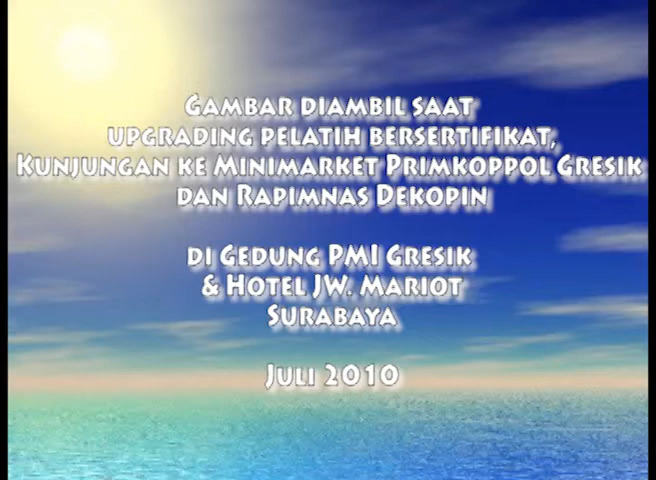 Gambar diambil saat
upgrading pelatih bersertifikat,
Kunjungan ke Minimarket Primkoppol Gresik
dan Rapimnas Dekopin
di Gedung PMI Gresik
& Hotel JW. Mariot
Surabaya
Juli 2010